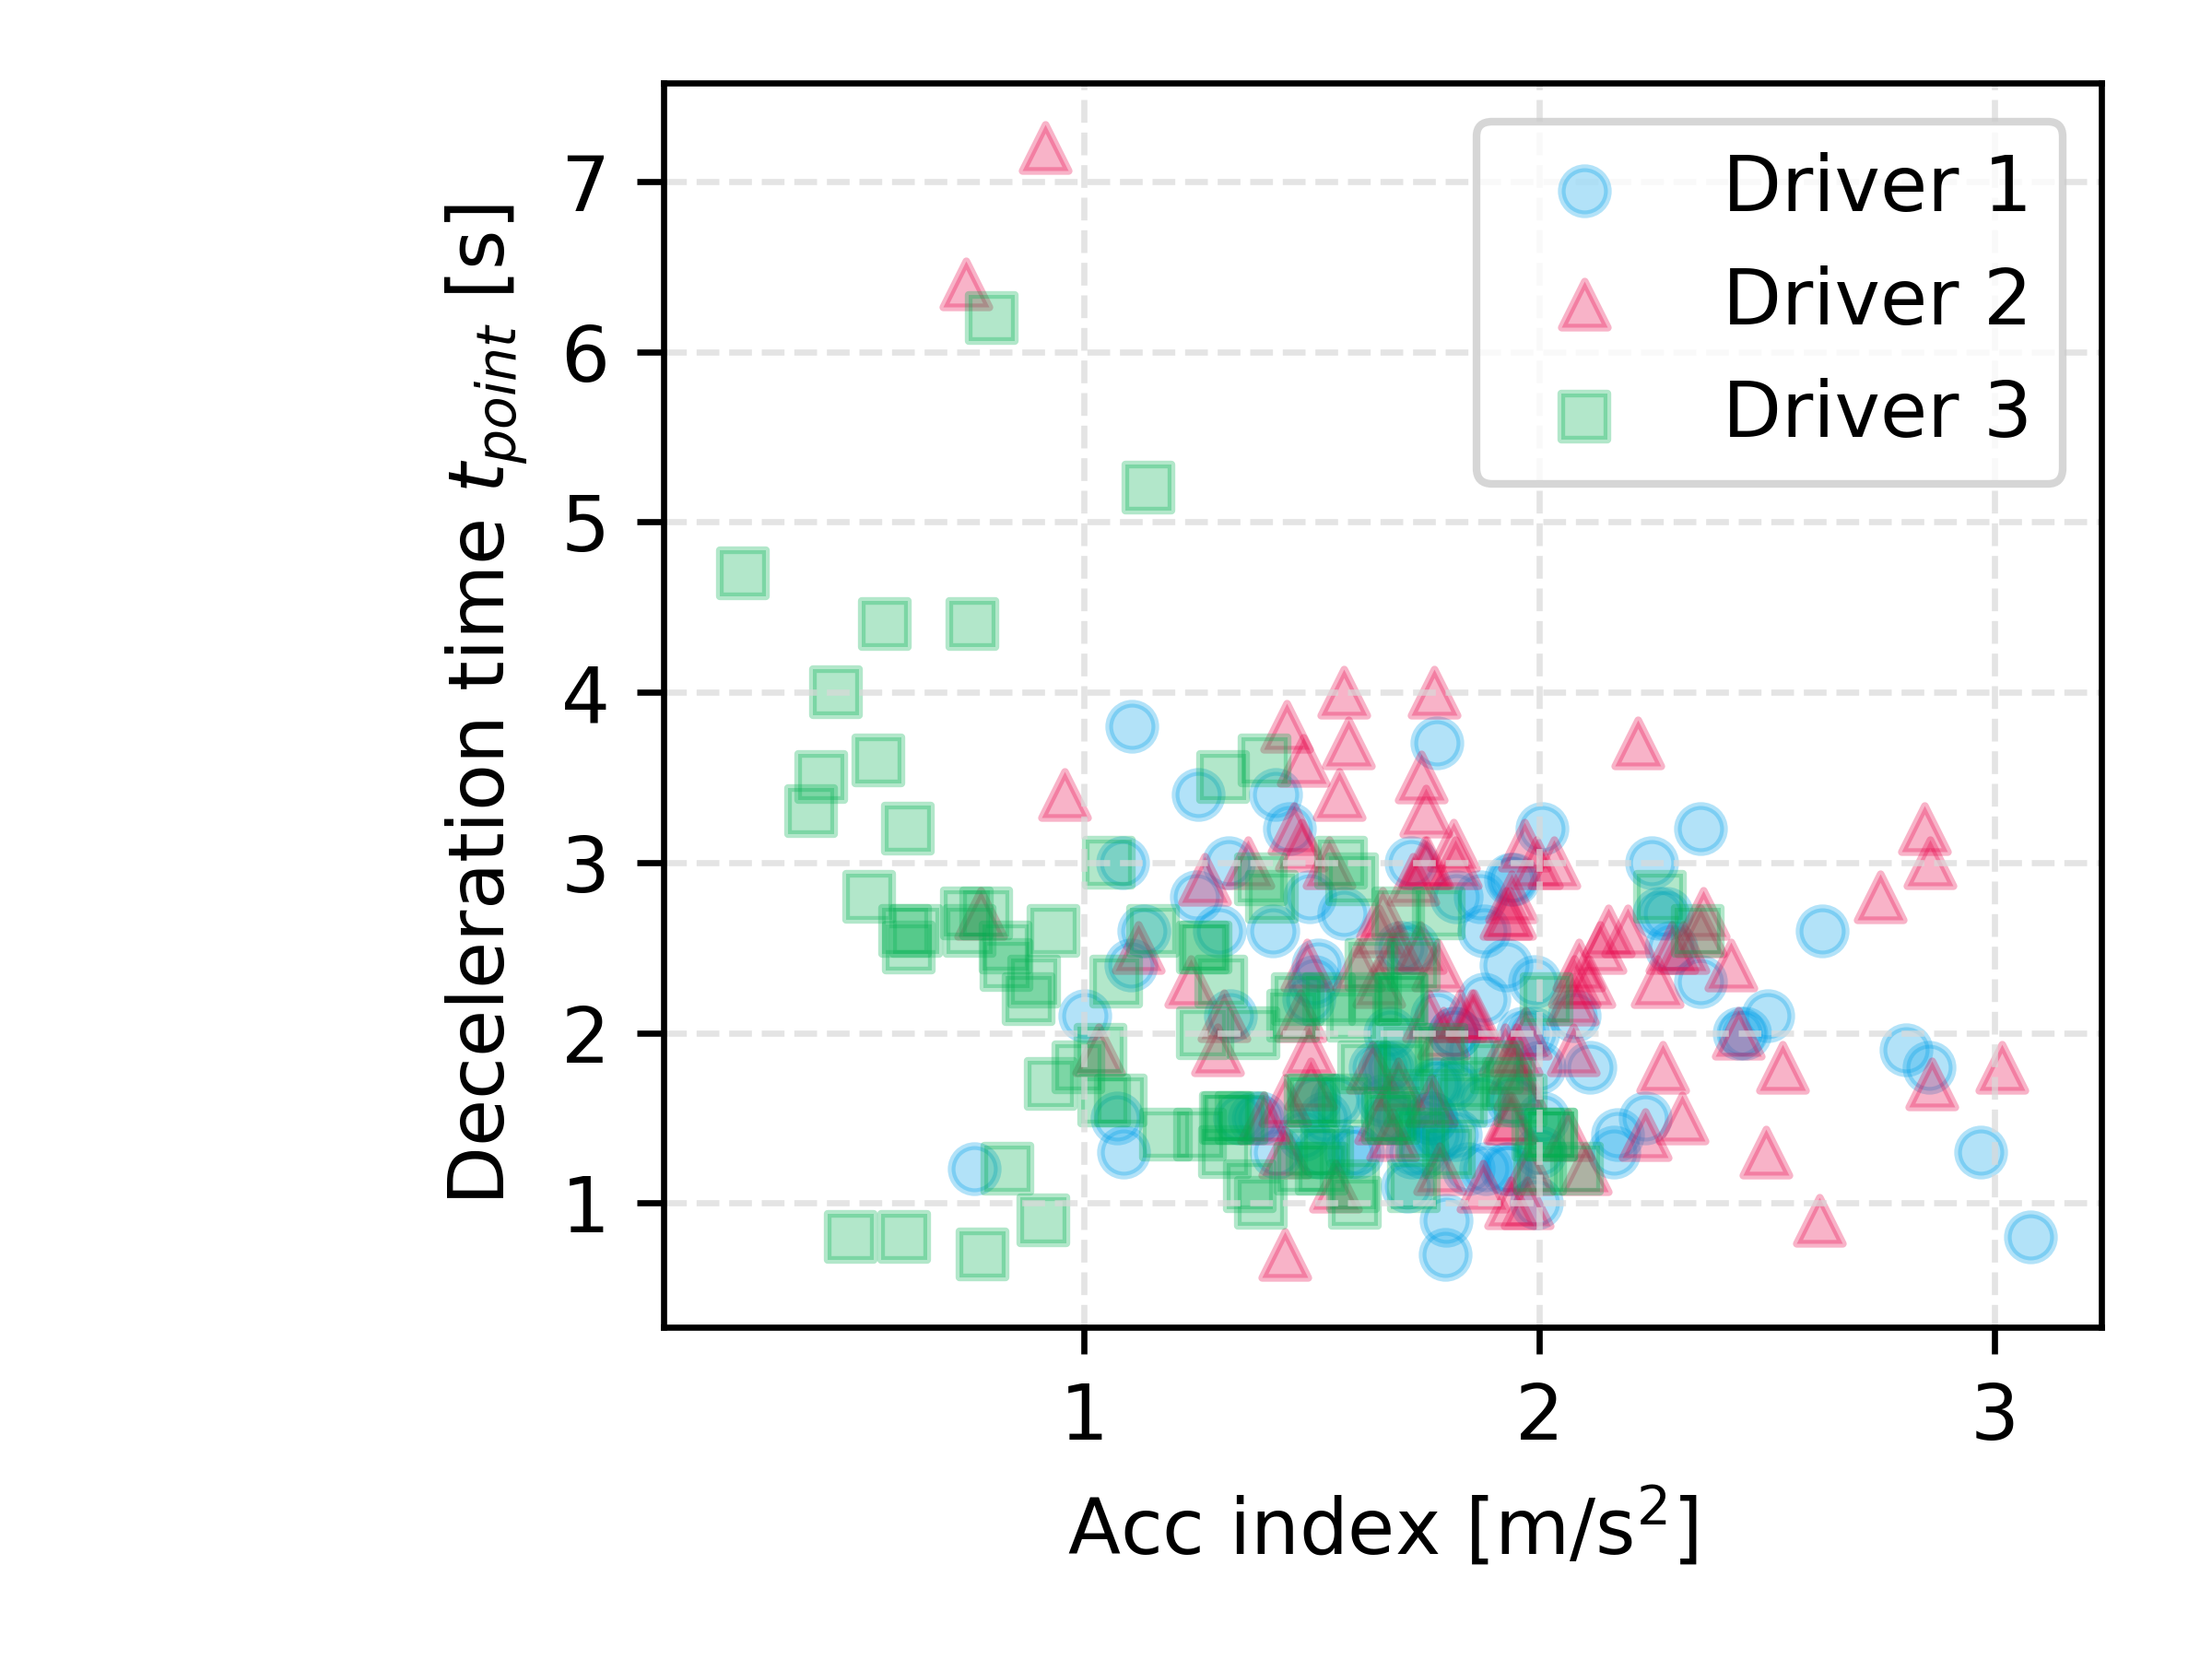 Driver 1
Driver 2
Driver 3
Deceleration time t_point [s]
7
6
5
4
3
2
1
1 2 3
Acc index [m/s²]